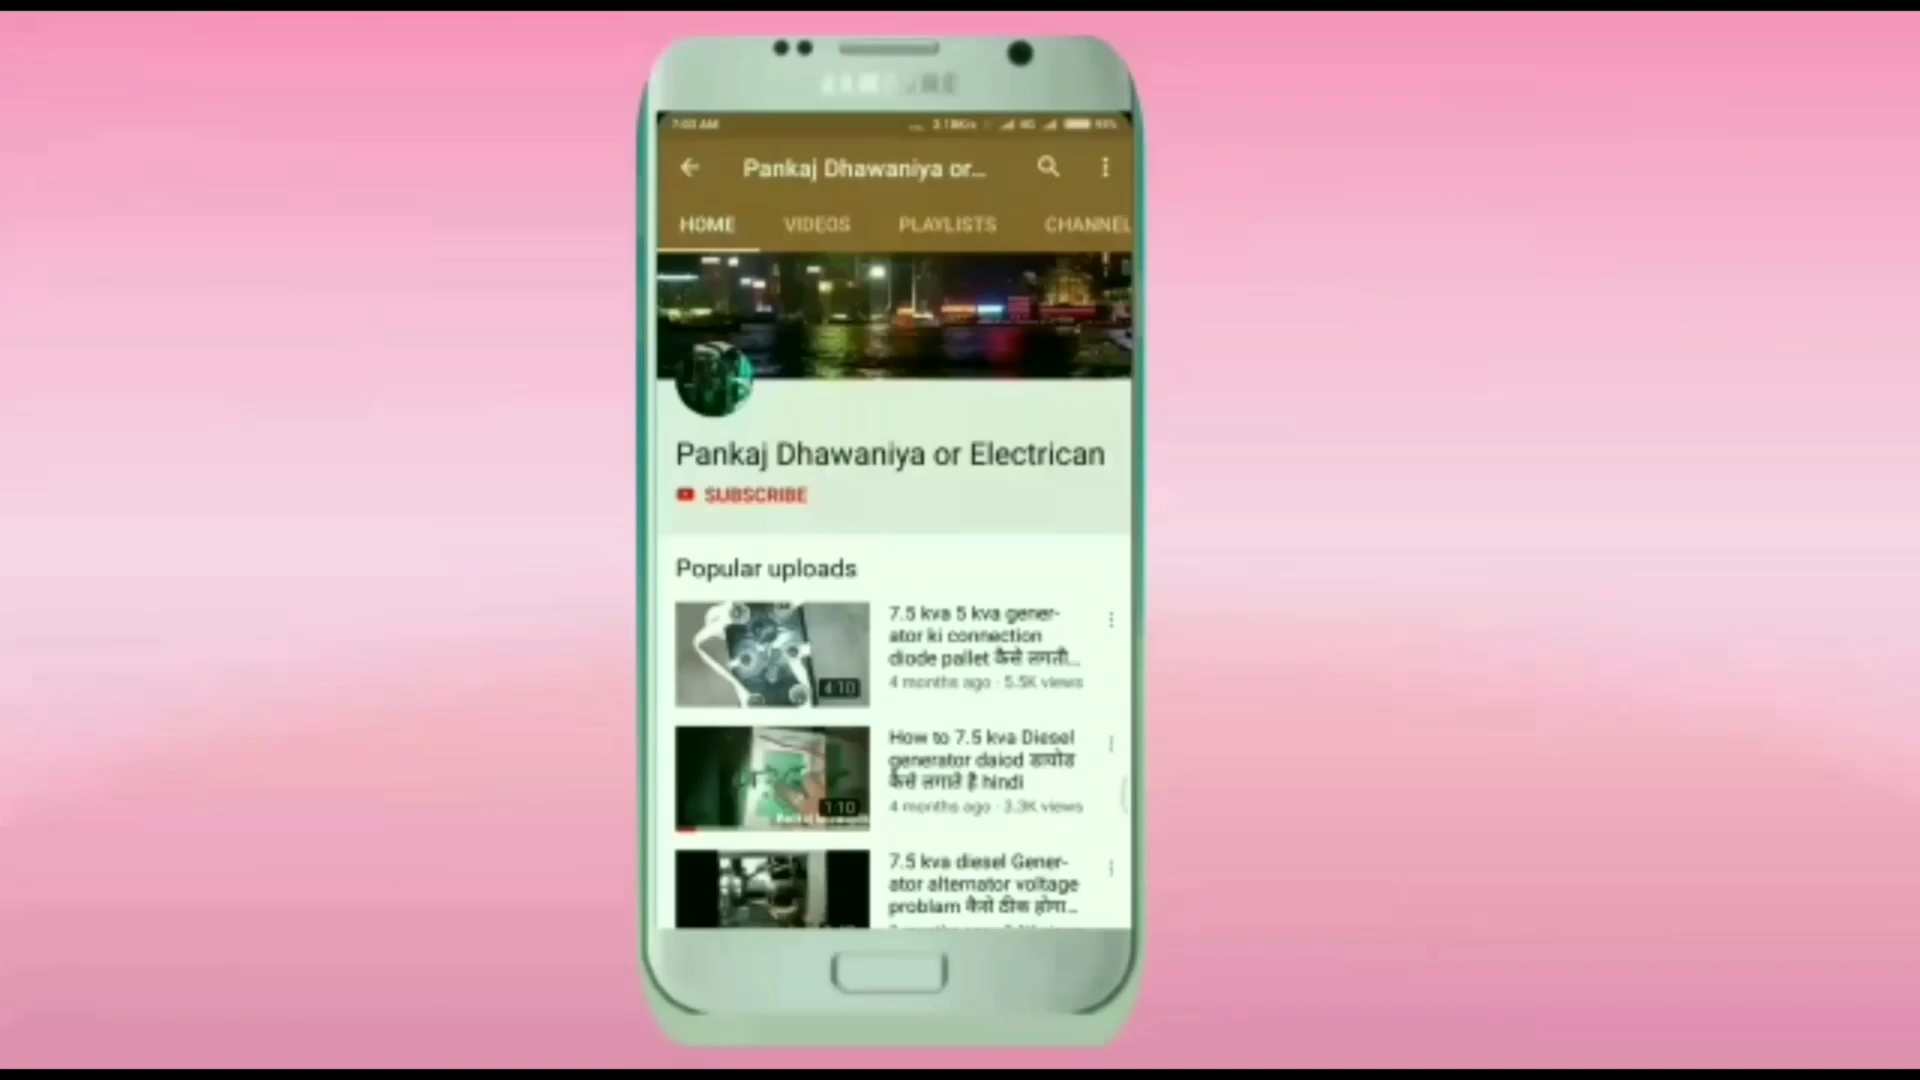 7:03 AM
Pankaj Dhawaniya or...
HOME VIDEOS PLAYLISTS CHANNEL
Pankaj Dhawaniya or Electrican
SUBSCRIBE
Popular uploads
7.5 kva 5 kva gener-
ator ki connection
diode pallet कैसे लगती...
4 months ago · 5.5K views
4:10
How to 7.5 kva Diesel
generator daiod डायोड
कैसे लगाते है hindi
4 months ago · 3.3K views
1:10
7.5 kva diesel Gener-
ator alternator voltage
problam कैसे ठीक होगा...